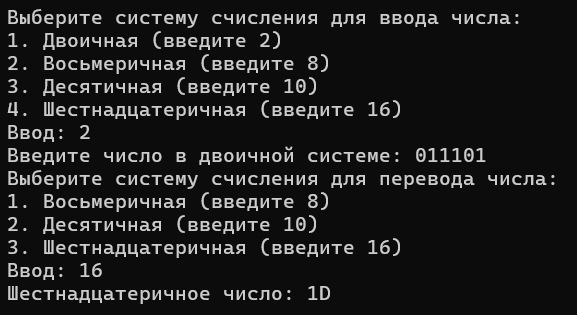 Выберите систему счисления для ввода числа:
1. Двоичная (введите 2)
2. Восьмеричная (введите 8)
3. Десятичная (введите 10)
4. Шестнадцатеричная (введите 16)
Ввод: 2
Введите число в двоичной системе: 011101
Выберите систему счисления для перевода числа:
1. Восьмеричная (введите 8)
2. Десятичная (введите 10)
3. Шестнадцатеричная (введите 16)
Ввод: 16
Шестнадцатеричное число: 1D